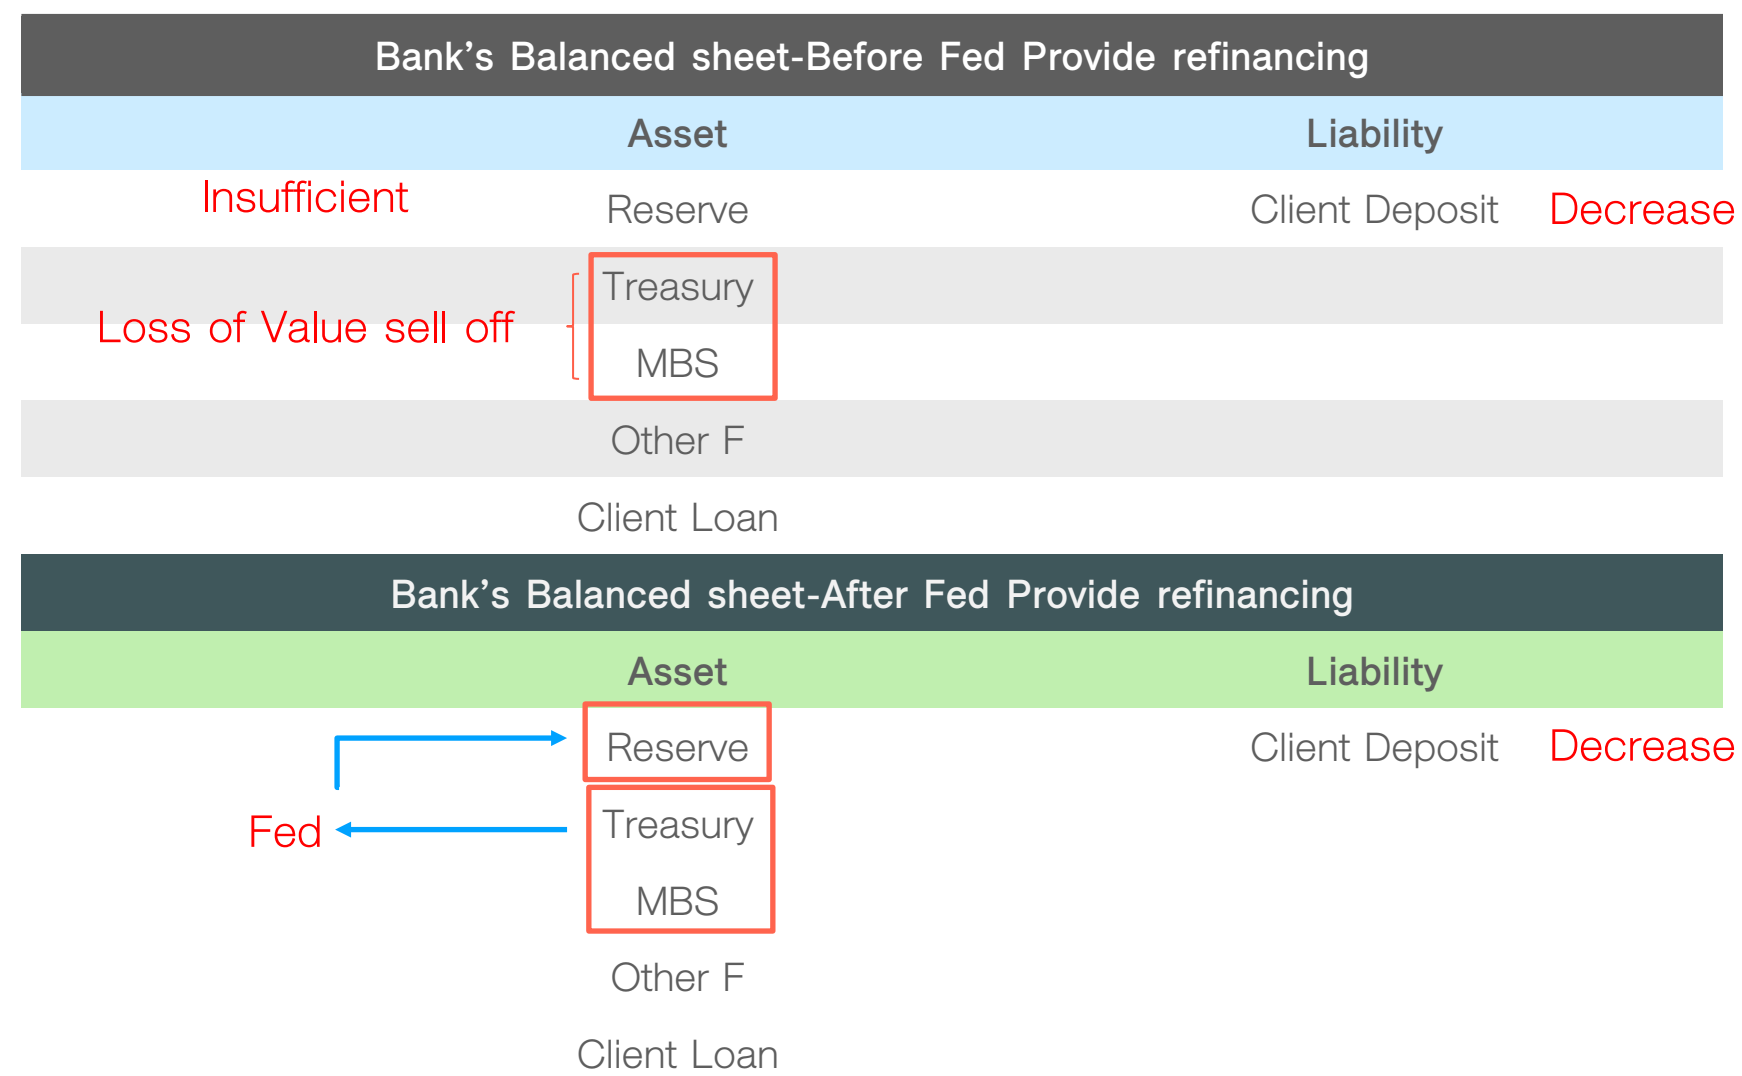 Bank’s Balanced sheet-Before Fed Provide refinancing
Asset Liability
Insufficient Reserve Client Deposit Decrease
Treasury
Loss of Value sell off
MBS
Other F
Client Loan
Bank’s Balanced sheet-After Fed Provide refinancing
Asset Liability
Reserve Client Deposit Decrease
Fed Treasury
MBS
Other F
Client Loan